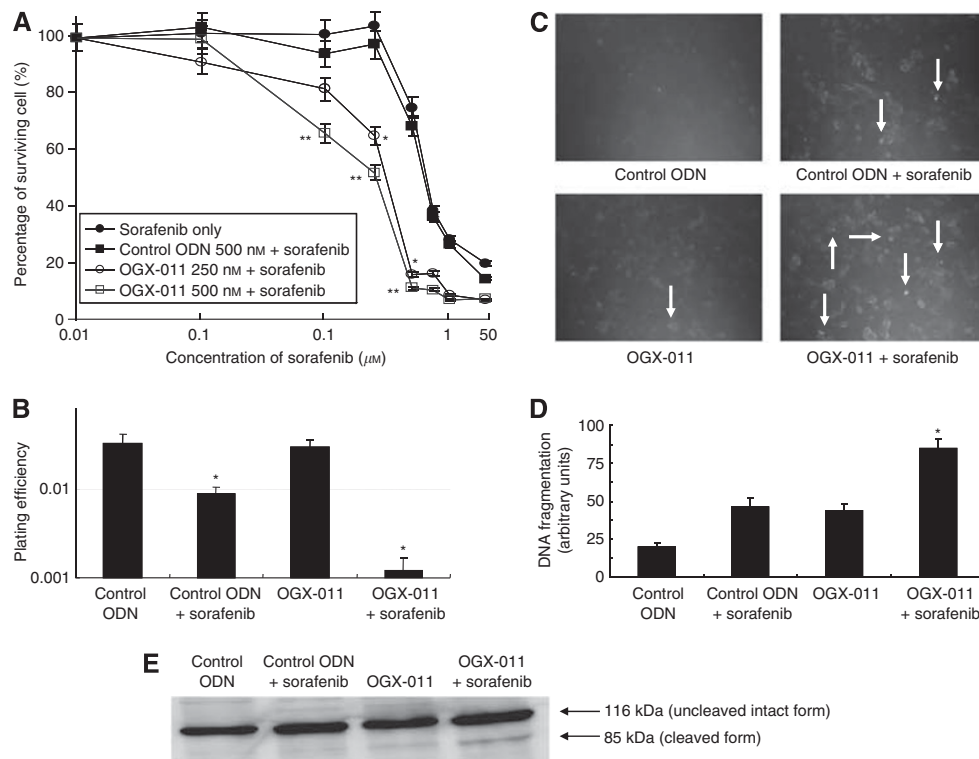 A
Percentage of surviving cell (%)
100
80
60
40
20
0
**
**
*
*
**
Sorafenib only
Control ODN 500 nM + sorafenib
OGX-011 250 nM + sorafenib
OGX-011 500 nM + sorafenib
0.01
0.1
0.1
1
50
Concentration of sorafenib (μM)
C
Control ODN
Control ODN + sorafenib
OGX-011
OGX-011 + sorafenib
B
Plating efficiency
0.01
0.001
*
*
Control
ODN
Control ODN
+ sorafenib
OGX-011
OGX-011
+ sorafenib
D
DNA fragmentation
(arbitrary units)
100
75
50
25
0
*
Control
ODN
Control ODN
+ sorafenib
OGX-011
OGX-011
+ sorafenib
E
Control
ODN
Control ODN
+ sorafenib
OGX-011
OGX-011
+ sorafenib
116 kDa (uncleaved intact form)
85 kDa (cleaved form)